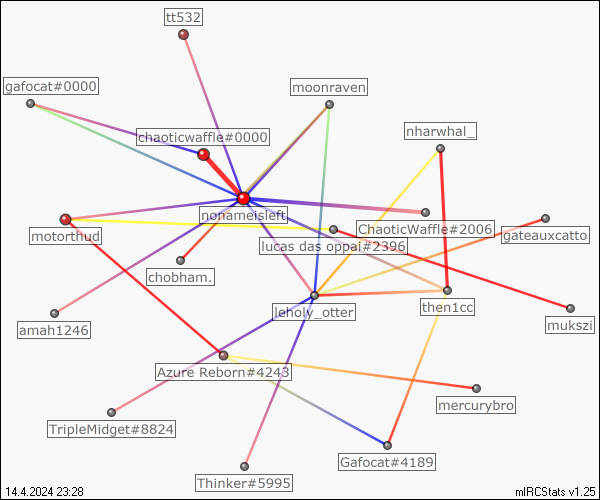 tt532
gafocat#0000
moonraven
chaoticwaffle#0000
nharwhal_
nonameisleft
ChaoticWaffle#2006
gateauxcatto
motorthud
lucas das oppai#2396
chobham.
leholy_otter
then1cc
mukszi
amah1246
Azure Reborn#4243
mercurybro
TripleMidget#8824
Gafocat#4189
Thinker#5995
14.4.2024 23:28
mIRCStats v1.25